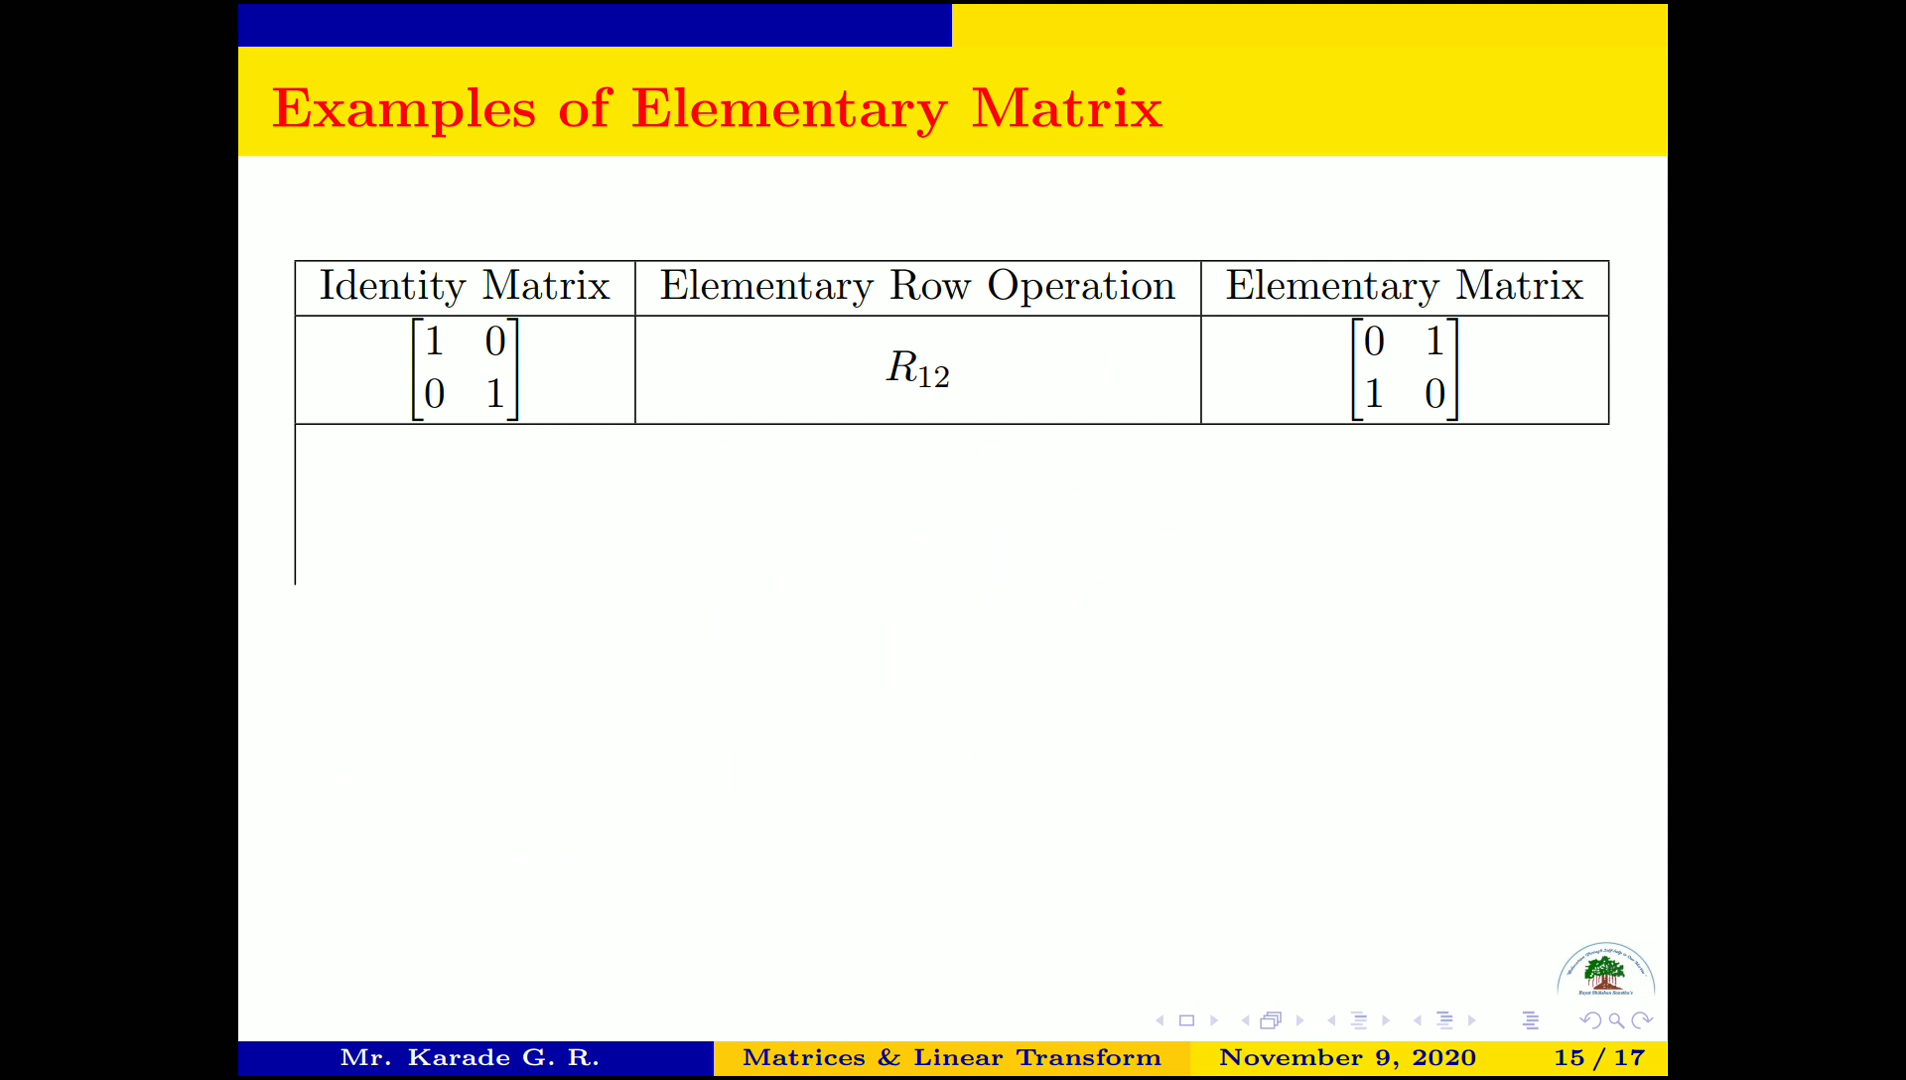 Examples of Elementary Matrix
Identity Matrix Elementary Row Operation Elementary Matrix
1 0
0 1
R12
0 1
1 0
Mr. Karade G. R. Matrices & Linear Transform November 9, 2020 15 / 17